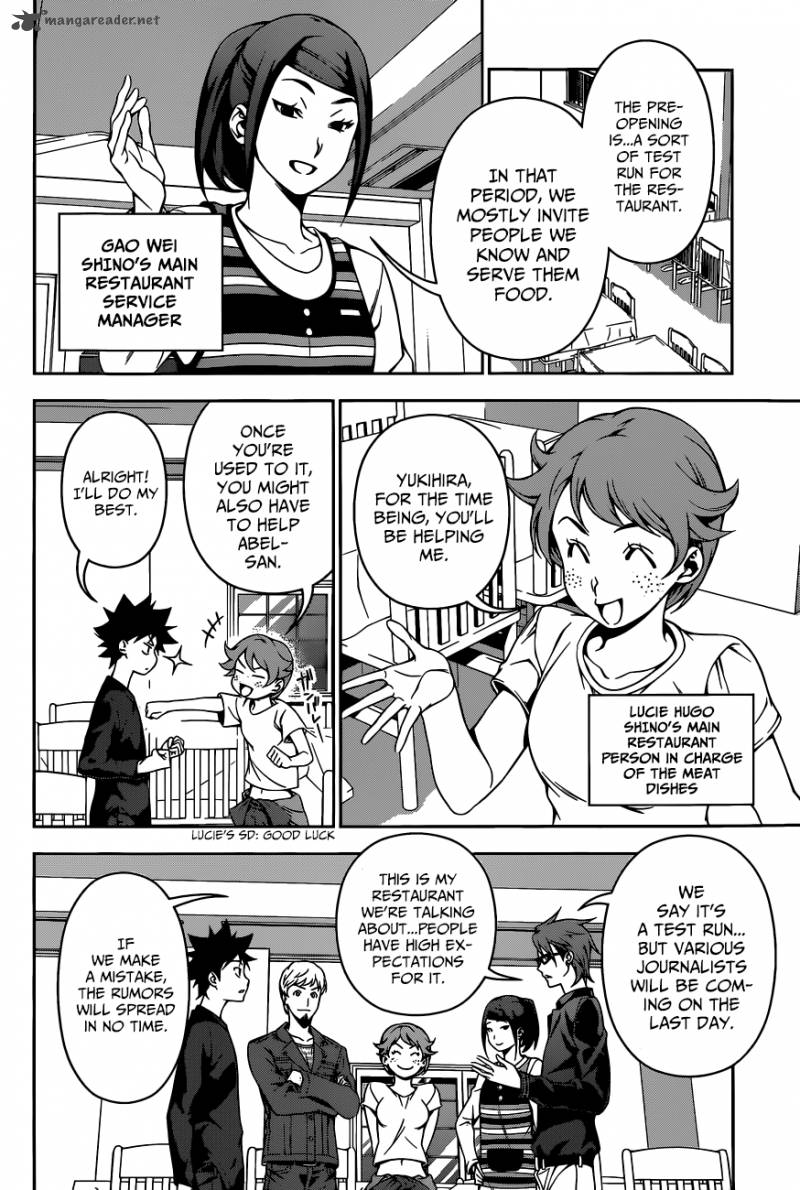 mangareader.net
THE PRE-
OPENING
IS...A SORT
OF TEST
RUN FOR
THE RES-
TAURANT.
IN THAT
PERIOD, WE
MOSTLY INVITE
PEOPLE WE
KNOW AND
SERVE THEM
FOOD.
GAO WEI
SHINO'S MAIN
RESTAURANT
SERVICE
MANAGER
YUKIHIRA,
FOR THE TIME
BEING, YOU'LL
BE HELPING
ME.
LUCIE HUGO
SHINO'S MAIN
RESTAURANT
PERSON IN CHARGE
OF THE MEAT
DISHES
ONCE
YOU'RE
USED TO IT,
YOU MIGHT
ALSO HAVE
TO HELP
ABEL-
SAN.
ALRIGHT!
I'LL DO MY
BEST.
LUCIE'S SD: GOOD LUCK
WE
SAY IT'S
A TEST RUN...
BUT VARIOUS
JOURNALISTS
WILL BE COM-
ING ON THE
LAST DAY.
THIS IS MY
RESTAURANT
WE'RE TALKING
ABOUT...PEOPLE
HAVE HIGH EX-
PECTATIONS
FOR IT.
IF
WE MAKE
A MISTAKE,
THE RUMORS
WILL SPREAD
IN NO TIME.